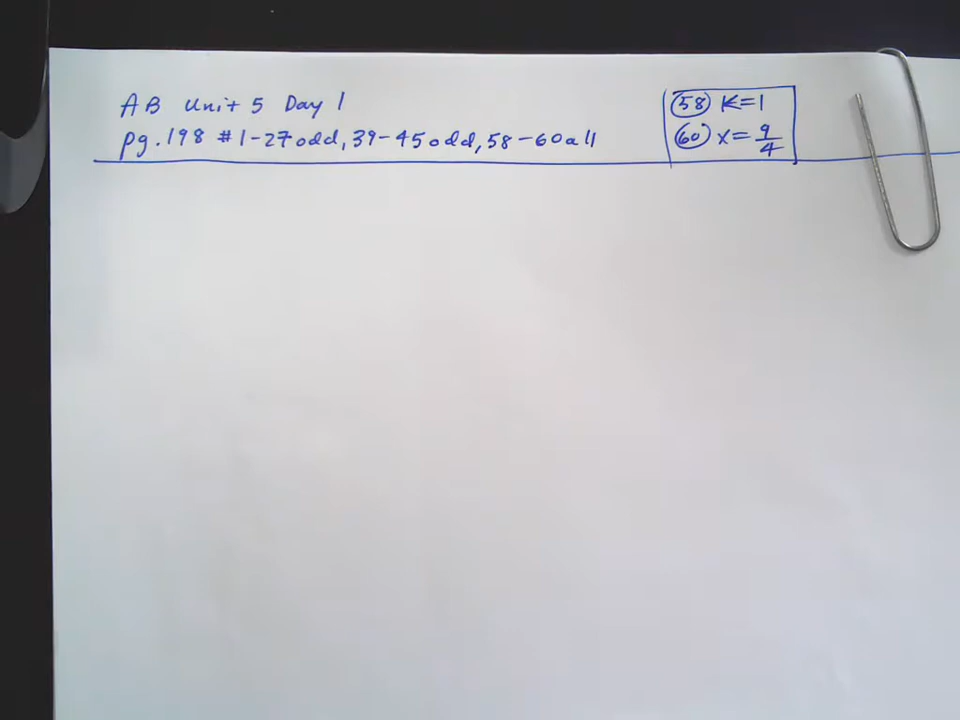 AB Unit 5 Day 1
pg. 198 #1-27 odd, 39-45 odd, 58-60 all
58 K=1
60 x=9/4